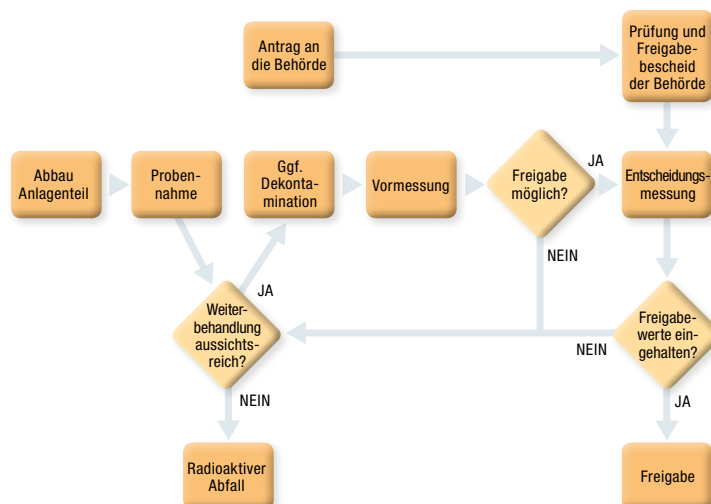 Antrag an
die Behörde
Prüfung und
Freigabe-
bescheid
der Behörde
Abbau
Anlagenteil
Proben-
nahme
Ggf.
Dekonta-
mination
Vormessung
Freigabe
möglich?
JA
Entscheidungs-
messung
NEIN
JA
Weiter-
behandlung
aussichts-
reich?
Freigabe-
werte ein-
gehalten?
NEIN
NEIN
JA
Radioaktiver
Abfall
Freigabe